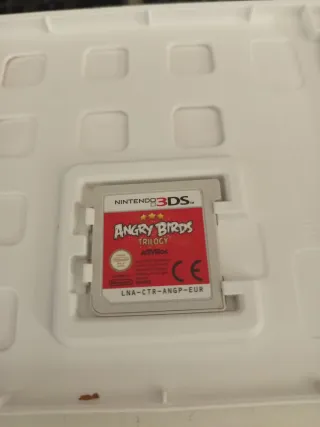 NINTENDO 3DS
ANGRY BIRDS
TRILOGY
ACTIVISION
CE
LNA-CTR-ANGP-EUR